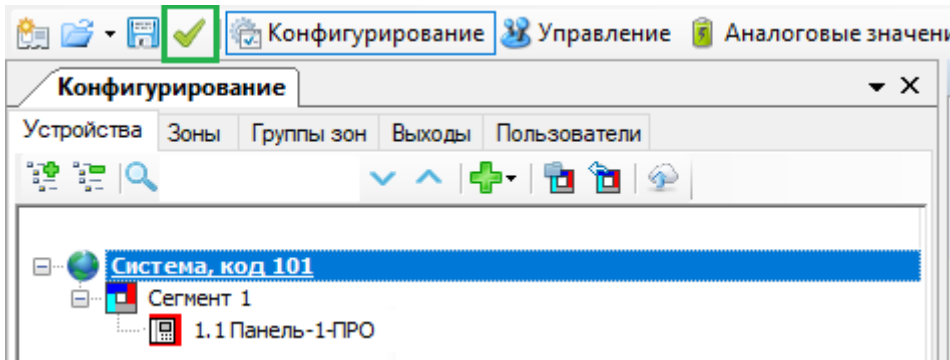 Конфигурирование Управление Аналоговые
Конфигурирование
Устройства Зоны Группы зон Выходы Пользователи
Система, код 101
Сегмент 1
1.1 Панель-1-ПРО